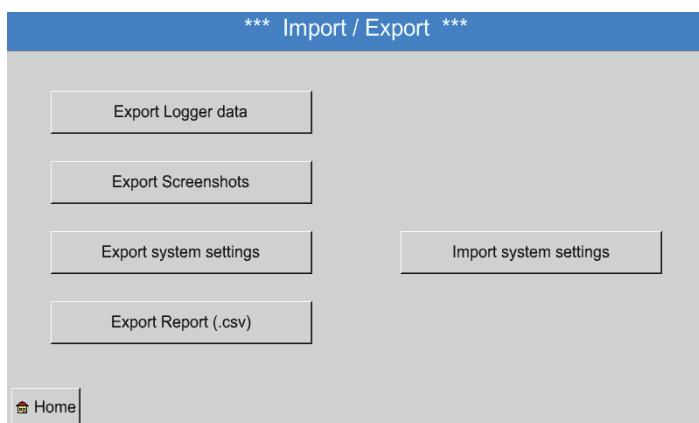 *** Import / Export ***
Export Logger data
Export Screenshots
Export system settings
Import system settings
Export Report (.csv)
Home